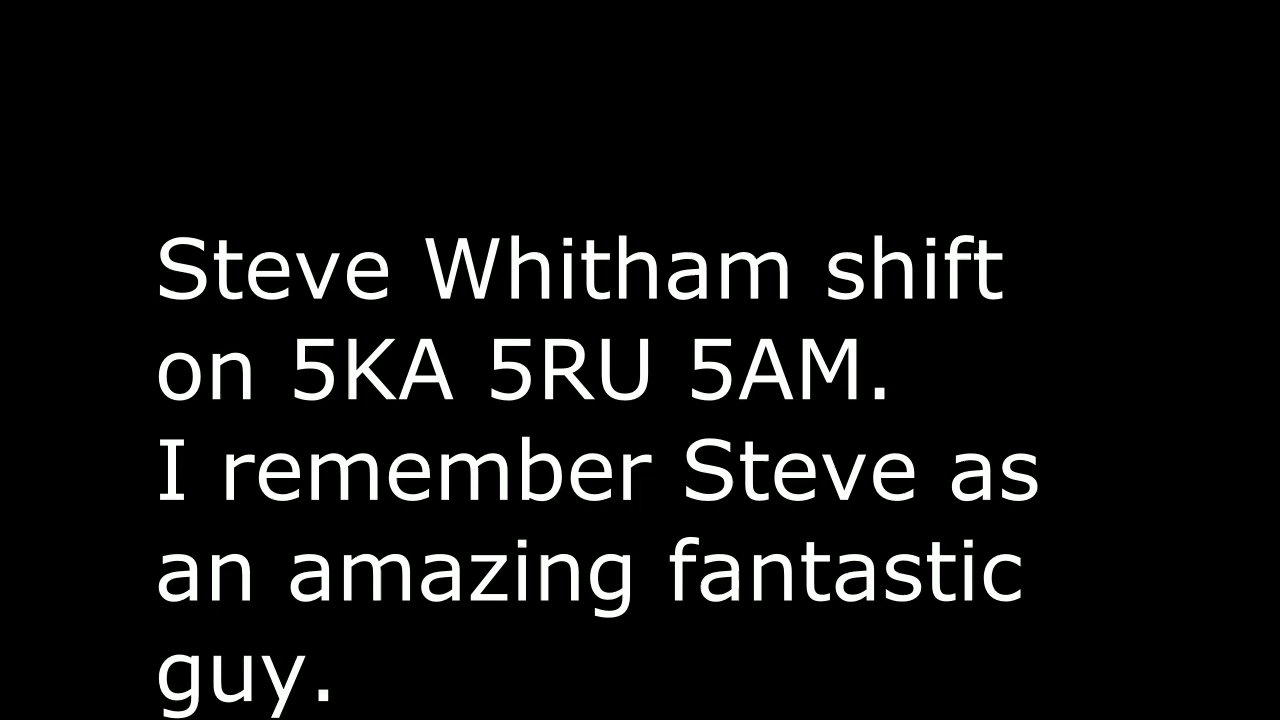 Steve Whitham shift
on 5KA 5RU 5AM.
I remember Steve as
an amazing fantastic
guy.